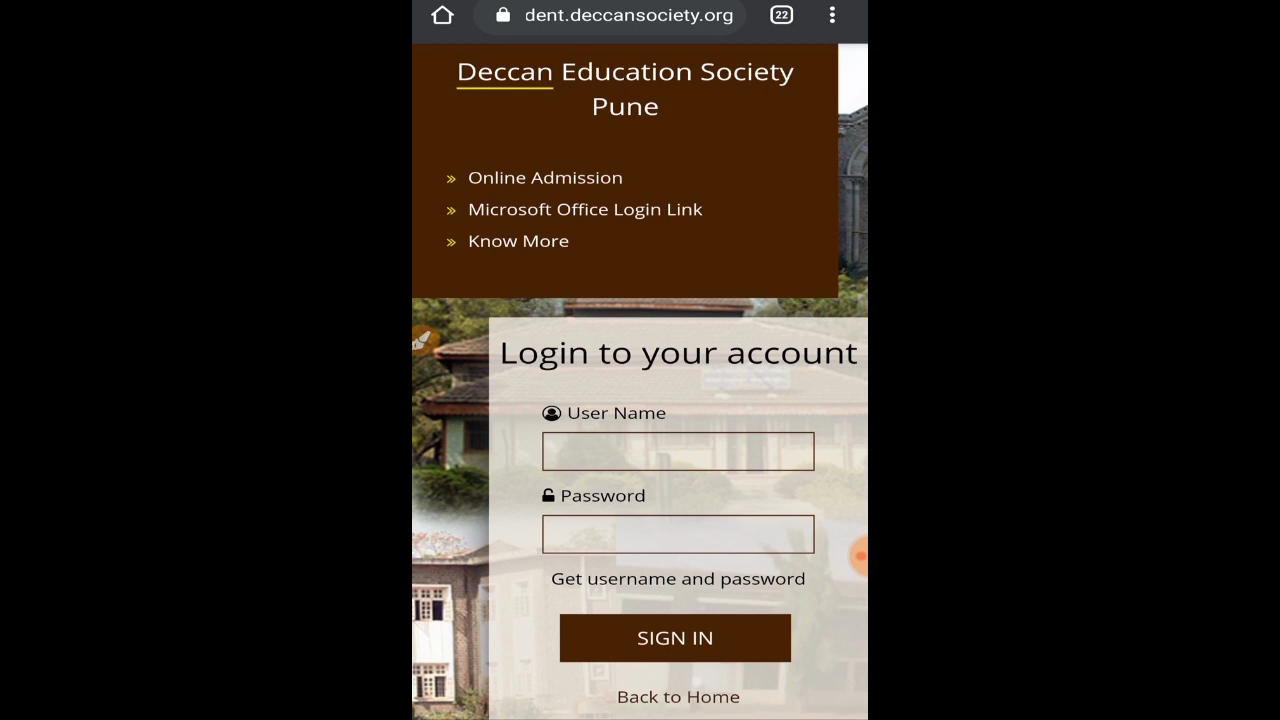 dent.deccansociety.org
22
Deccan Education Society
Pune
» Online Admission
» Microsoft Office Login Link
» Know More
Login to your account
User Name
Password
Get username and password
SIGN IN
Back to Home